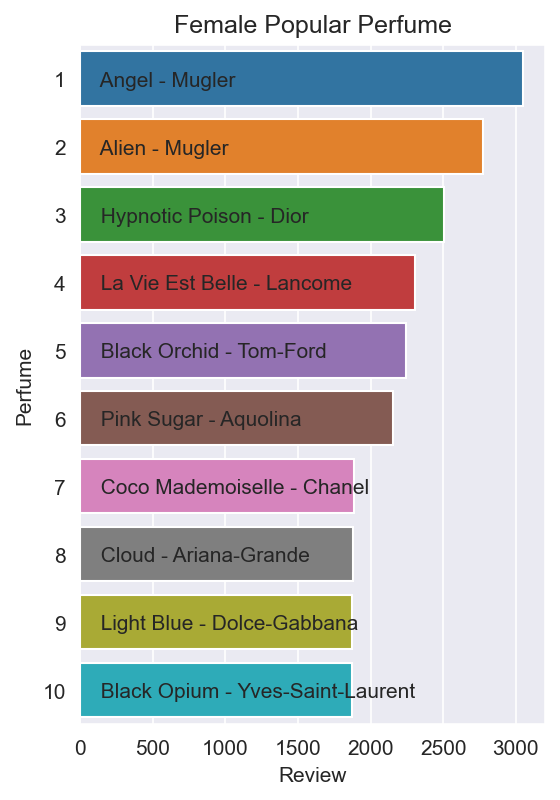 Female Popular Perfume
1 Angel - Mugler
2 Alien - Mugler
3 Hypnotic Poison - Dior
4 La Vie Est Belle - Lancome
5 Black Orchid - Tom-Ford
6 Pink Sugar - Aquolina
7 Coco Mademoiselle - Chanel
8 Cloud - Ariana-Grande
9 Light Blue - Dolce-Gabbana
10 Black Opium - Yves-Saint-Laurent
Perfume
0 500 1000 1500 2000 2500 3000
Review